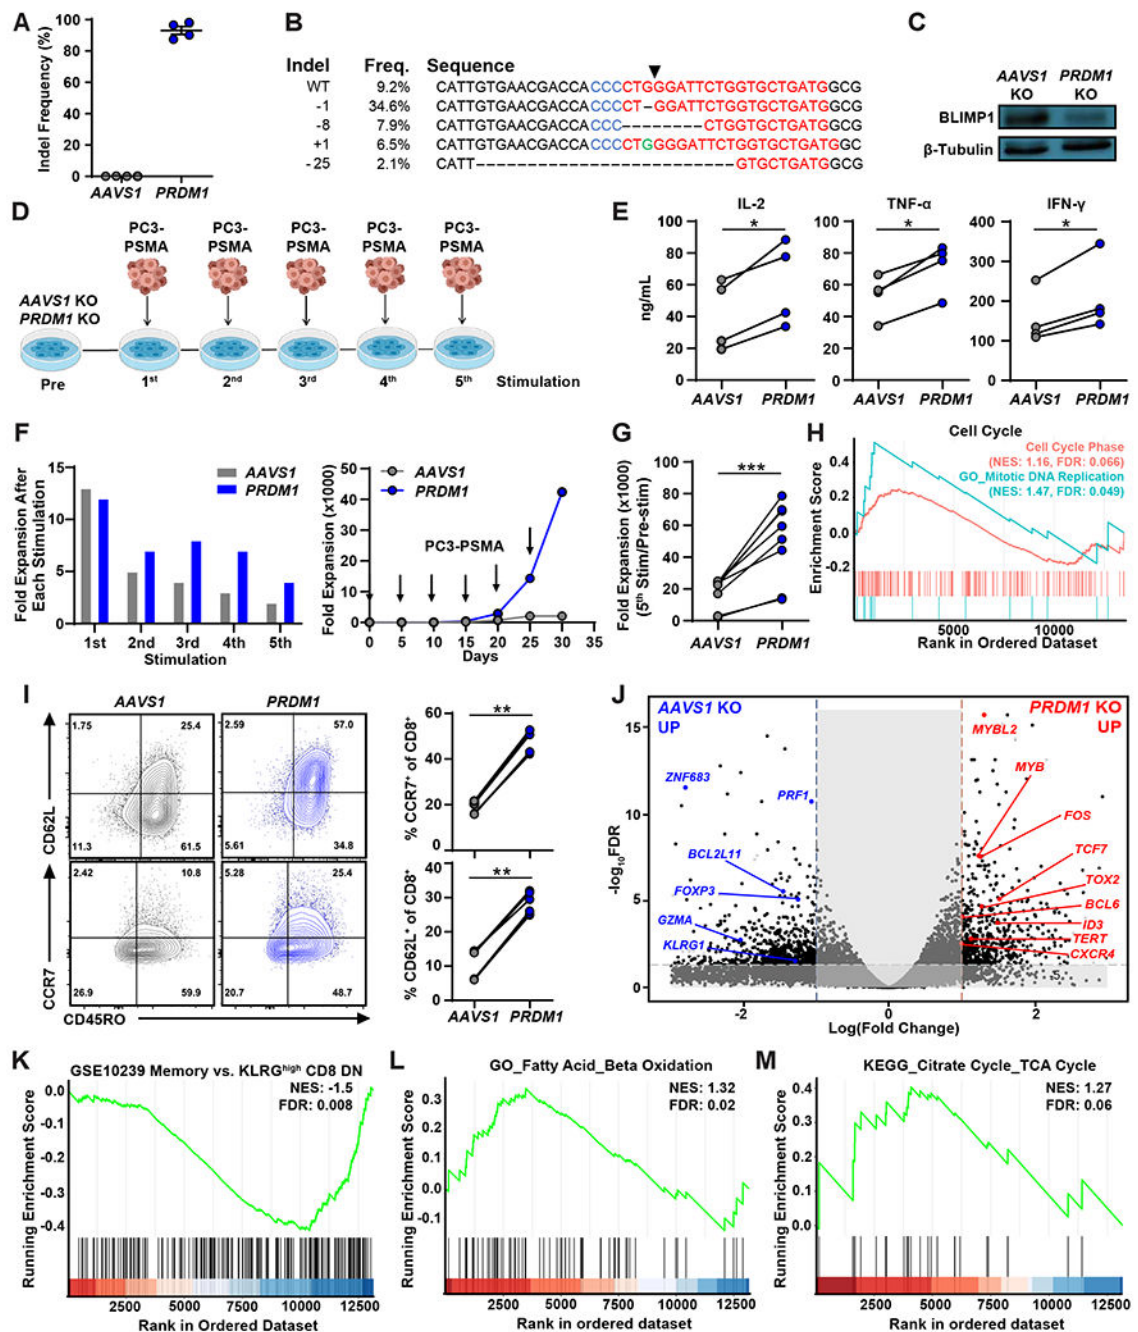 A
Indel Frequency (%)
100
80
60
40
20
0
AAVS1
PRDM1
B
Indel Freq. Sequence
WT 9.2% CATTGTGAACGACCACCCCTGGGATTCTGGTGCTGATGGCG
-1 34.6% CATTGTGAACGACCACCCCT-GGATTCTGGTGCTGATGGCG
-8 7.9% CATTGTGAACGACCACCC--------CTGGTGCTGATGGCG
+1 6.5% CATTGTGAACGACCACCCCTGGGGATTCTGGTGCTGATGGC
-25 2.1% CATT-------------------------GTGCTGATGGCG
C
AAVS1 KO
PRDM1 KO
BLIMP1
β-Tubulin
D
PC3-PSMA
PC3-PSMA
PC3-PSMA
PC3-PSMA
PC3-PSMA
AAVS1 KO
PRDM1 KO
Pre 1st 2nd 3rd 4th 5th Stimulation
E
IL-2
ng/mL
100
80
60
40
20
0
*
AAVS1 PRDM1
TNF-α
100
80
60
40
20
0
*
AAVS1 PRDM1
IFN-γ
400
300
200
100
0
*
AAVS1 PRDM1
F
Fold Expansion After
Each Stimulation
15
10
5
0
AAVS1
PRDM1
1st 2nd 3rd 4th 5th
Stimulation
Fold Expansion (x1000)
50
40
30
20
10
0
AAVS1
PRDM1
PC3-PSMA
0 5 10 15 20 25 30 35
Days
G
Fold Expansion (x1000)
(5th Stim/Pre-stim)
100
80
60
40
20
0
***
AAVS1 PRDM1
H
Cell Cycle
Cell Cycle Phase
(NES: 1.16, FDR: 0.066)
GO_Mitotic DNA Replication
(NES: 1.47, FDR: 0.049)
Enrichment Score
0.4
0.2
0
-0.2
5000 10000
Rank in Ordered Dataset
I
AAVS1 PRDM1
CD62L
1.75 25.4
11.3 61.5
2.59 57.0
5.61 34.8
CCR7
2.42 10.8
26.9 59.9
5.28 25.4
20.7 48.7
CD45RO
% CCR7+ of CD8+
60
40
20
0
**
% CD62L+ of CD8+
40
30
20
10
0
**
AAVS1 PRDM1
J
AAVS1 KO
UP
PRDM1 KO
UP
-log10FDR
15
10
5
0
ZNF683
PRF1
BCL2L11
FOXP3
GZMA
KLRG1
MYBL2
MYB
FOS
TCF7
TOX2
BCL6
ID3
TERT
CXCR4
-2 0 2
Log(Fold Change)
K
GSE10239 Memory vs. KLRGhigh CD8 DN
NES: -1.5
FDR: 0.008
Running Enrichment Score
0.0
-0.1
-0.2
-0.3
-0.4
2500 5000 7500 10000 12500
Rank in Ordered Dataset
L
GO_Fatty Acid_Beta Oxidation
NES: 1.32
FDR: 0.02
Running Enrichment Score
0.3
0.2
0.1
0.0
-0.1
2500 5000 7500 10000 12500
Rank in ordered dataset
M
KEGG_Citrate Cycle_TCA Cycle
NES: 1.27
FDR: 0.06
Running Enrichment Score
0.4
0.3
0.2
0.1
0.0
2500 5000 7500 10000 12500
Rank in ordered dataset